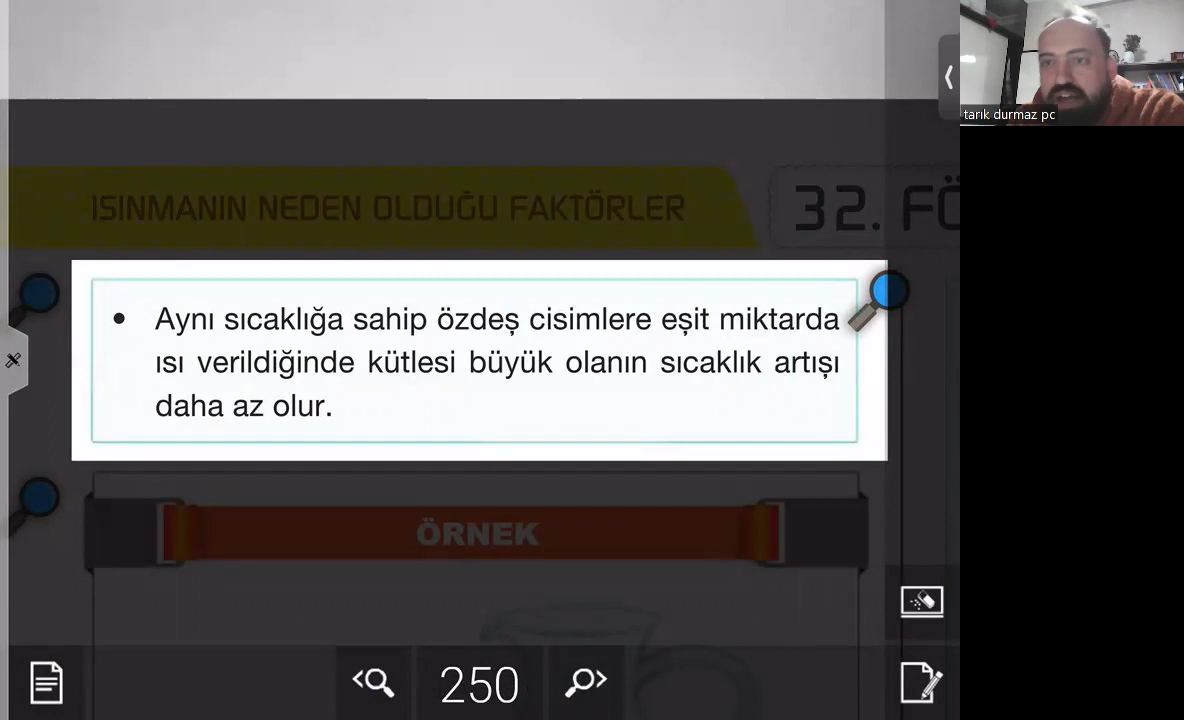 tarık durmaz pc
ISINMANIN NEDEN OLDUĞU FAKTÖRLER
32. FÖ
• Aynı sıcaklığa sahip özdeş cisimlere eşit miktarda
ısı verildiğinde kütlesi büyük olanın sıcaklık artışı
daha az olur.
ÖRNEK
250